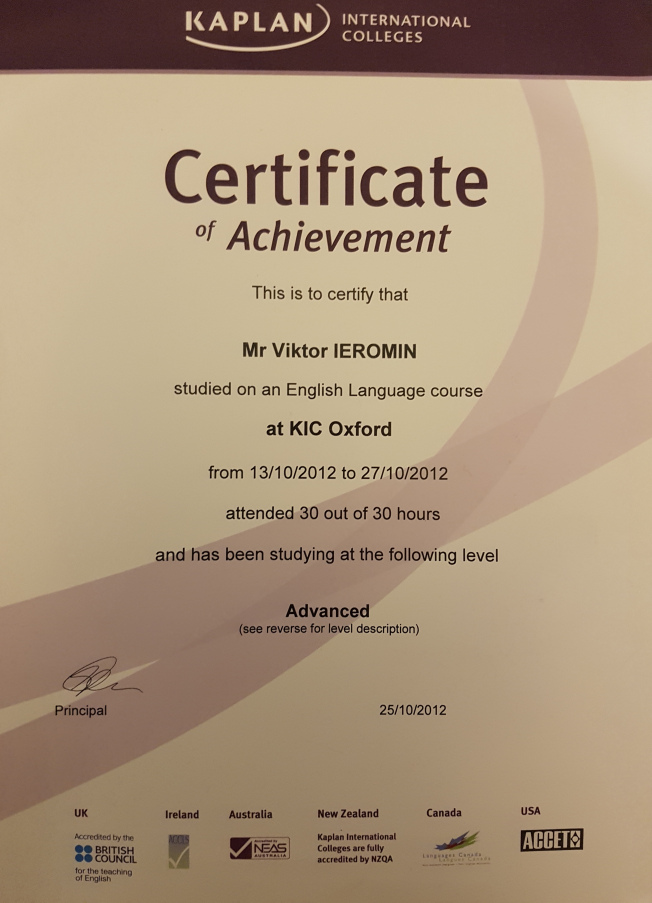 KAPLAN INTERNATIONAL
COLLEGES
Certificate
of Achievement
This is to certify that
Mr Viktor IEROMIN
studied on an English Language course
at KIC Oxford
from 13/10/2012 to 27/10/2012
attended 30 out of 30 hours
and has been studying at the following level
Advanced
(see reverse for level description)
Principal
25/10/2012
UK
Accredited by the
BRITISH
COUNCIL
for the teaching
of English
Ireland
Australia
Accredited by
NEAS
AUSTRALIA
New Zealand
Kaplan International
Colleges are fully
accredited by NZQA
Canada
Languages Canada
Langues Canada
USA
ACCET